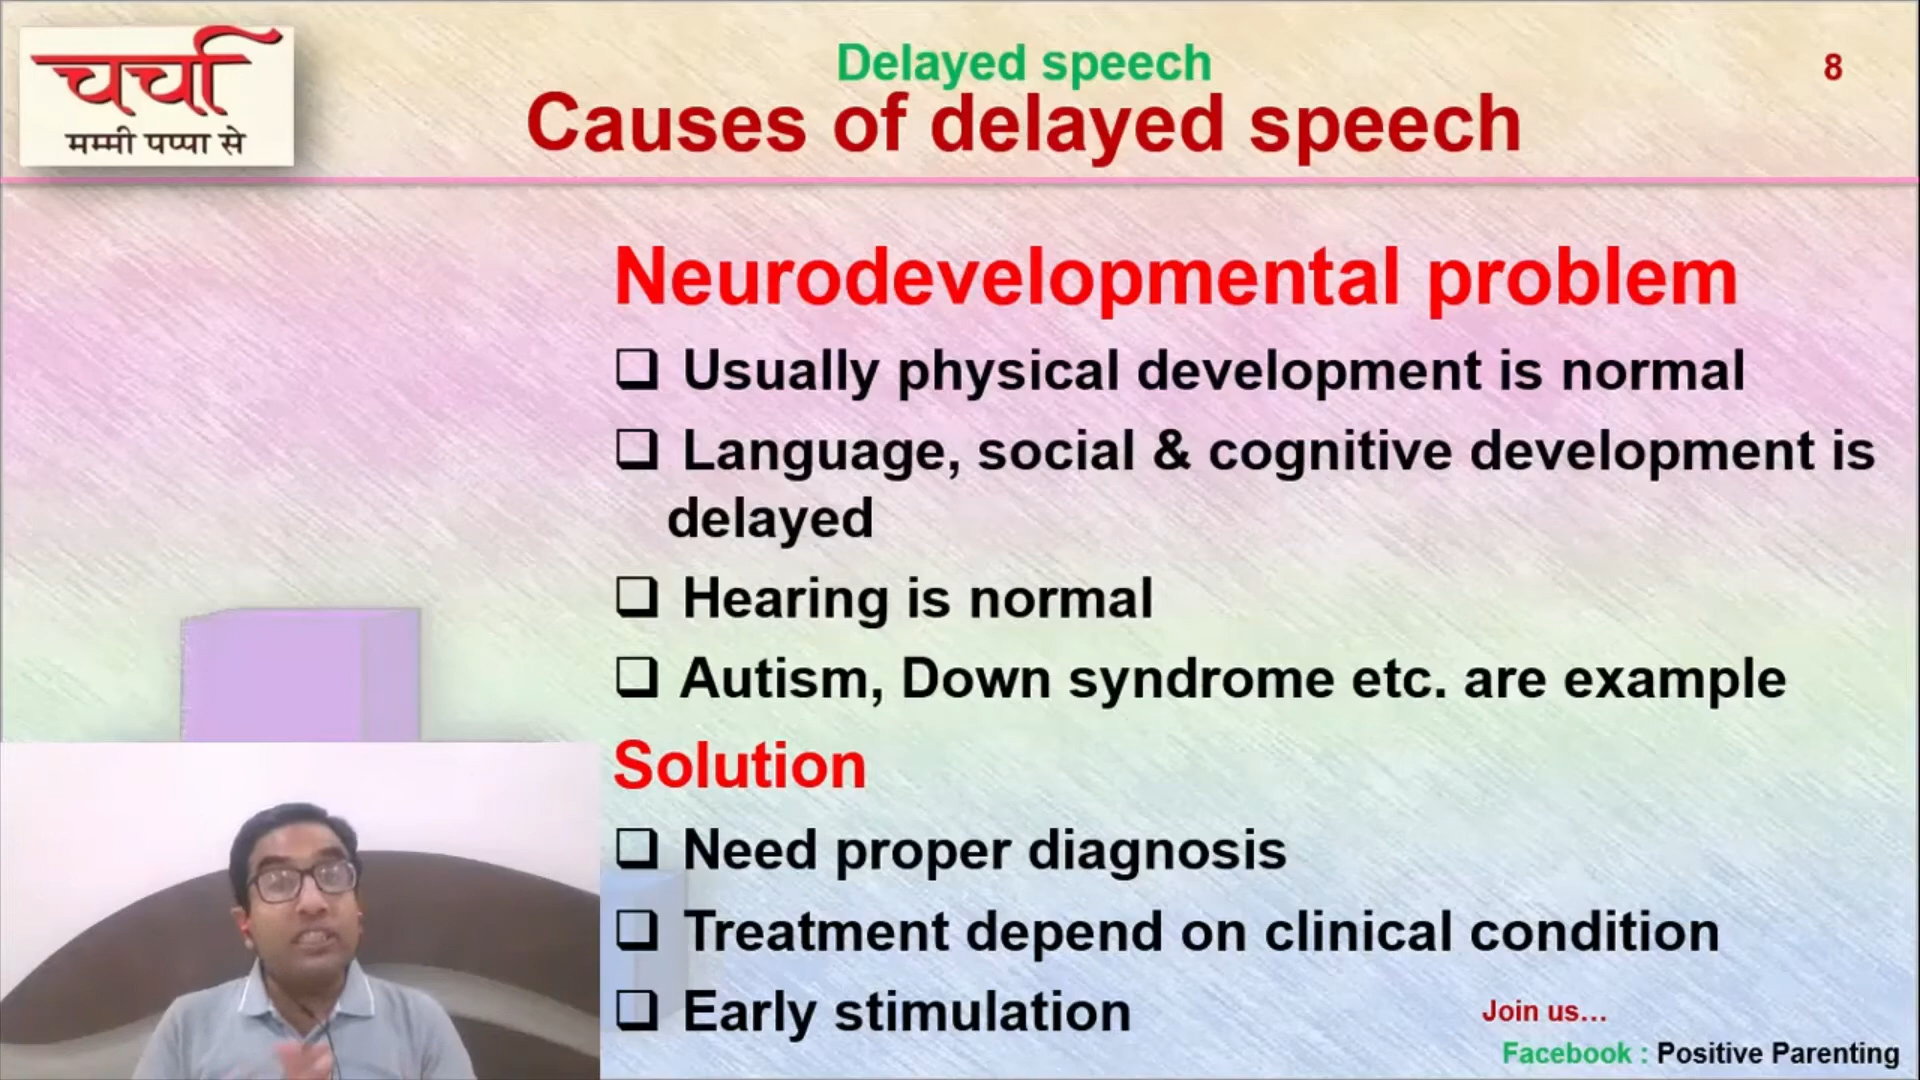 चर्चा
मम्मी पप्पा से
Delayed speech
8
Causes of delayed speech
Neurodevelopmental problem
❑ Usually physical development is normal
❑ Language, social & cognitive development is
delayed
❑ Hearing is normal
❑ Autism, Down syndrome etc. are example
Solution
❑ Need proper diagnosis
❑ Treatment depend on clinical condition
❑ Early stimulation
Join us...
Facebook : Positive Parenting